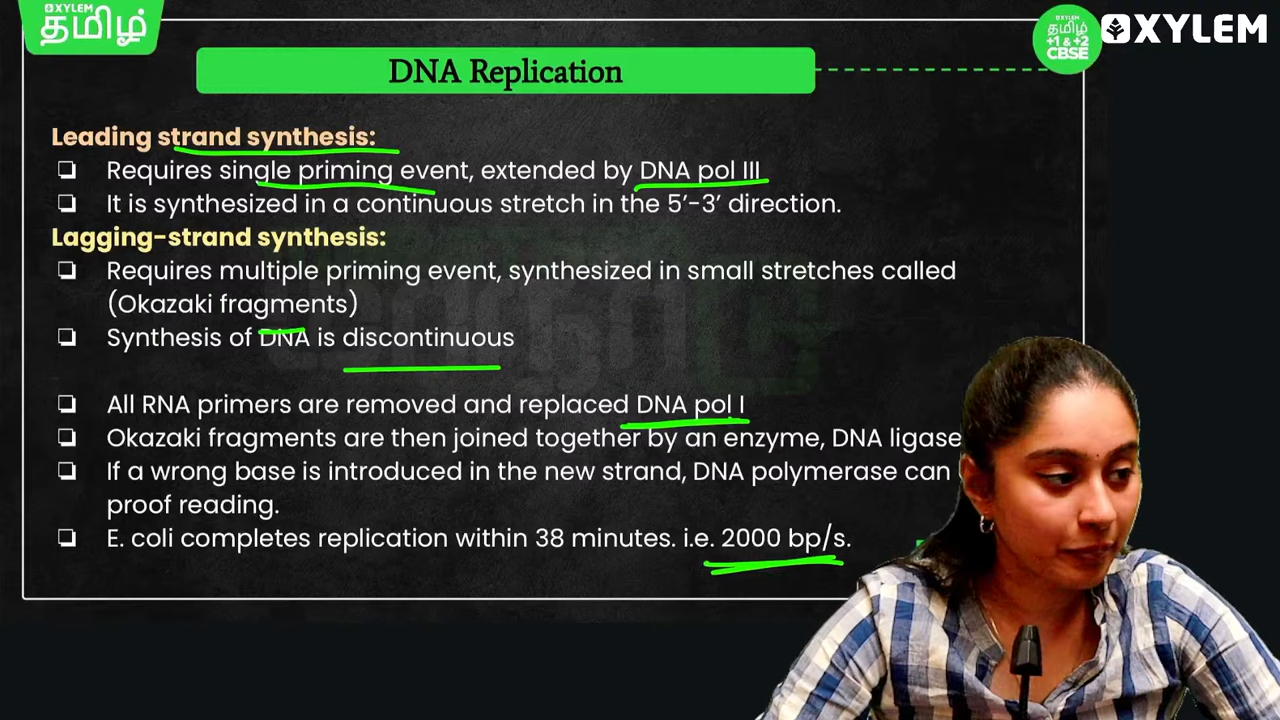 OXYLEM
தமிழ்
OXYLEM
தமிழ்
+1 & +2
CBSE
OXYLEM
DNA Replication
Leading strand synthesis:
❑ Requires single priming event, extended by DNA pol III
❑ It is synthesized in a continuous stretch in the 5’-3’ direction.
Lagging-strand synthesis:
❑ Requires multiple priming event, synthesized in small stretches called
(Okazaki fragments)
❑ Synthesis of DNA is discontinuous
❑ All RNA primers are removed and replaced DNA pol I
❑ Okazaki fragments are then joined together by an enzyme, DNA ligase
❑ If a wrong base is introduced in the new strand, DNA polymerase can
proof reading.
❑ E. coli completes replication within 38 minutes. i.e. 2000 bp/s.